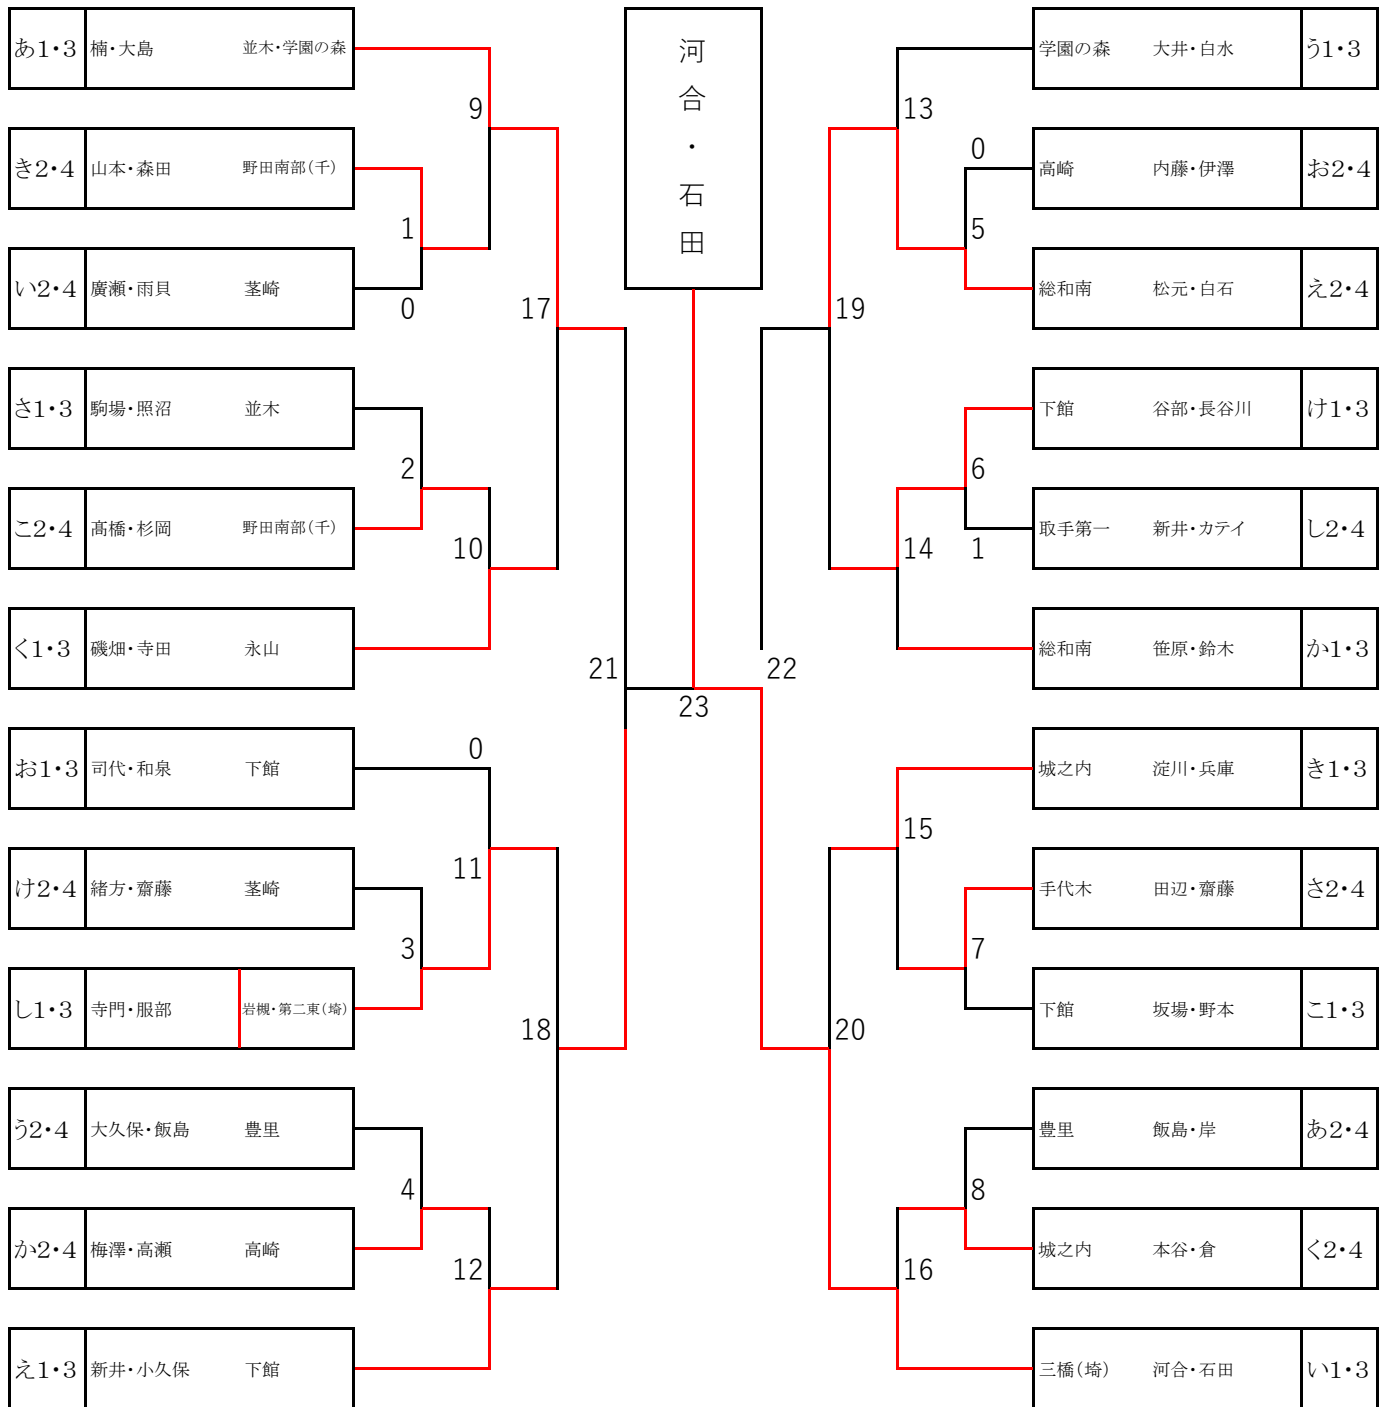 あ1・3 楠・大島 並木・学園の森
き2・4 山本・森田 野田南部(千)
い2・4 廣瀬・雨貝 茎崎
さ1・3 駒場・照沼 並木
こ2・4 髙橋・杉岡 野田南部(千)
く1・3 磯畑・寺田 永山
お1・3 司代・和泉 下館
け2・4 緒方・齋藤 茎崎
し1・3 寺門・服部 岩槻・第二東(埼)
う2・4 大久保・飯島 豊里
か2・4 梅澤・高瀬 高崎
え1・3 新井・小久保 下館
9
1
0
17
2
10
0
11
3
18
4
12
21
河合・石田
23
22
13
0
5
19
6
14
1
15
7
20
8
16
学園の森 大井・白水 う1・3
高崎 内藤・伊澤 お2・4
総和南 松元・白石 え2・4
下館 谷部・長谷川 け1・3
取手第一 新井・カテイ し2・4
総和南 笹原・鈴木 か1・3
城之内 淀川・兵庫 き1・3
手代木 田辺・齋藤 さ2・4
下館 坂場・野本 こ1・3
豊里 飯島・岸 あ2・4
城之内 本谷・倉 く2・4
三橋(埼) 河合・石田 い1・3